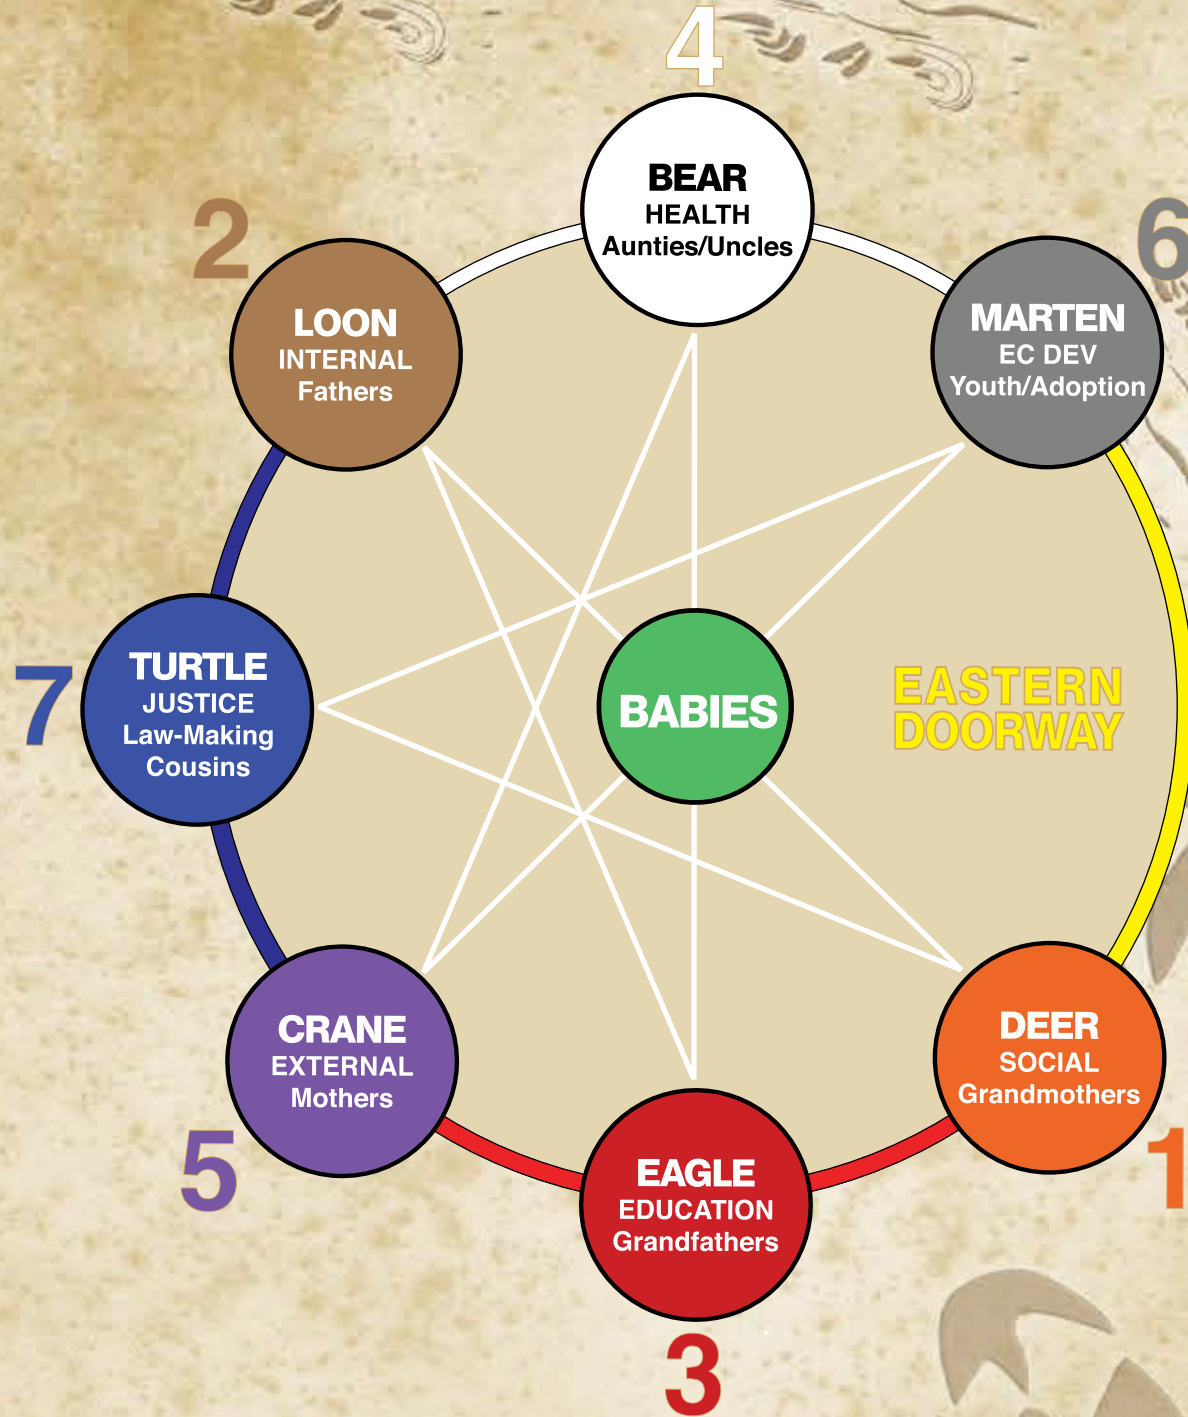 4
BEAR
HEALTH
Aunties/Uncles
2
LOON
INTERNAL
Fathers
6
MARTEN
EC DEV
Youth/Adoption
7
TURTLE
JUSTICE
Law-Making
Cousins
BABIES
EASTERN
DOORWAY
CRANE
EXTERNAL
Mothers
5
DEER
SOCIAL
Grandmothers
1
EAGLE
EDUCATION
Grandfathers
3